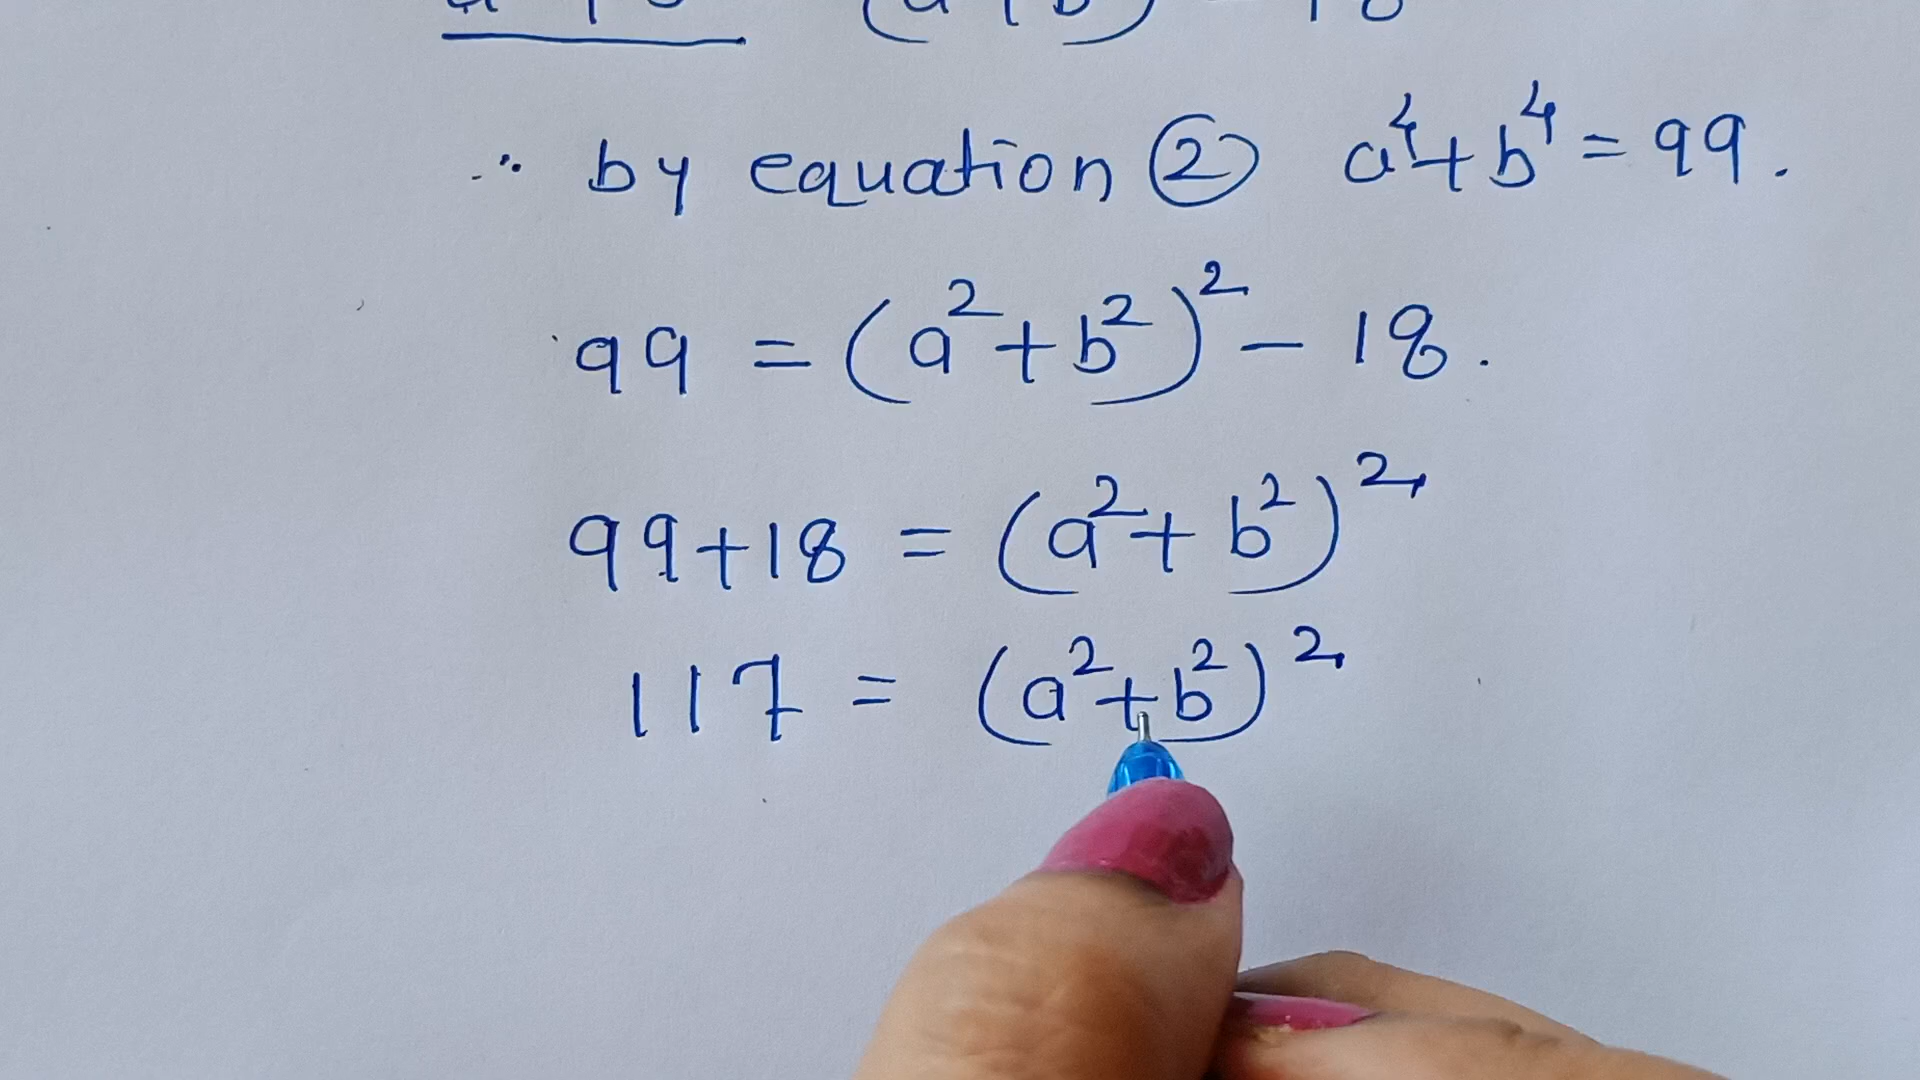 ∴ by equation ② a⁴+b⁴ = 99.
99 = (a²+b²)² - 18.
99+18 = (a²+b²)²
117 = (a²+b²)²